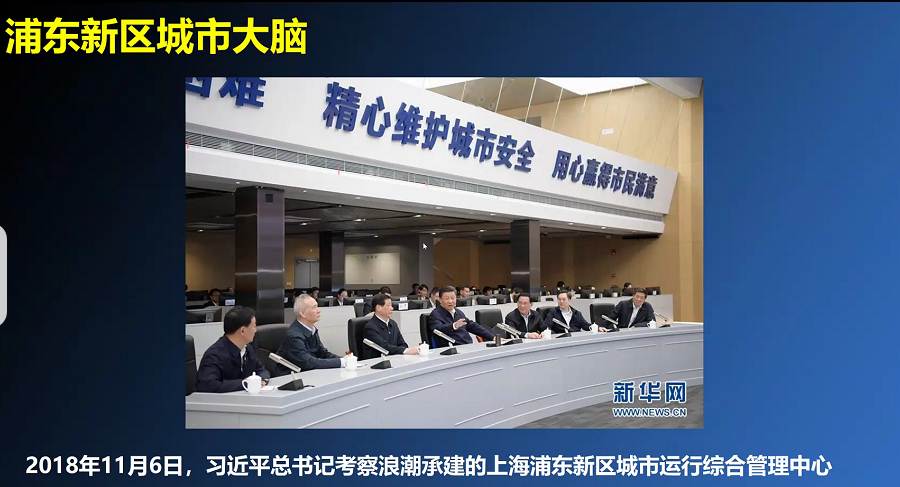 浦东新区城市大脑
精心维护城市安全 用心赢得市民满意
新华网
WWW.NEWS.CN
2018年11月6日，习近平总书记考察浪潮承建的上海浦东新区城市运行综合管理中心